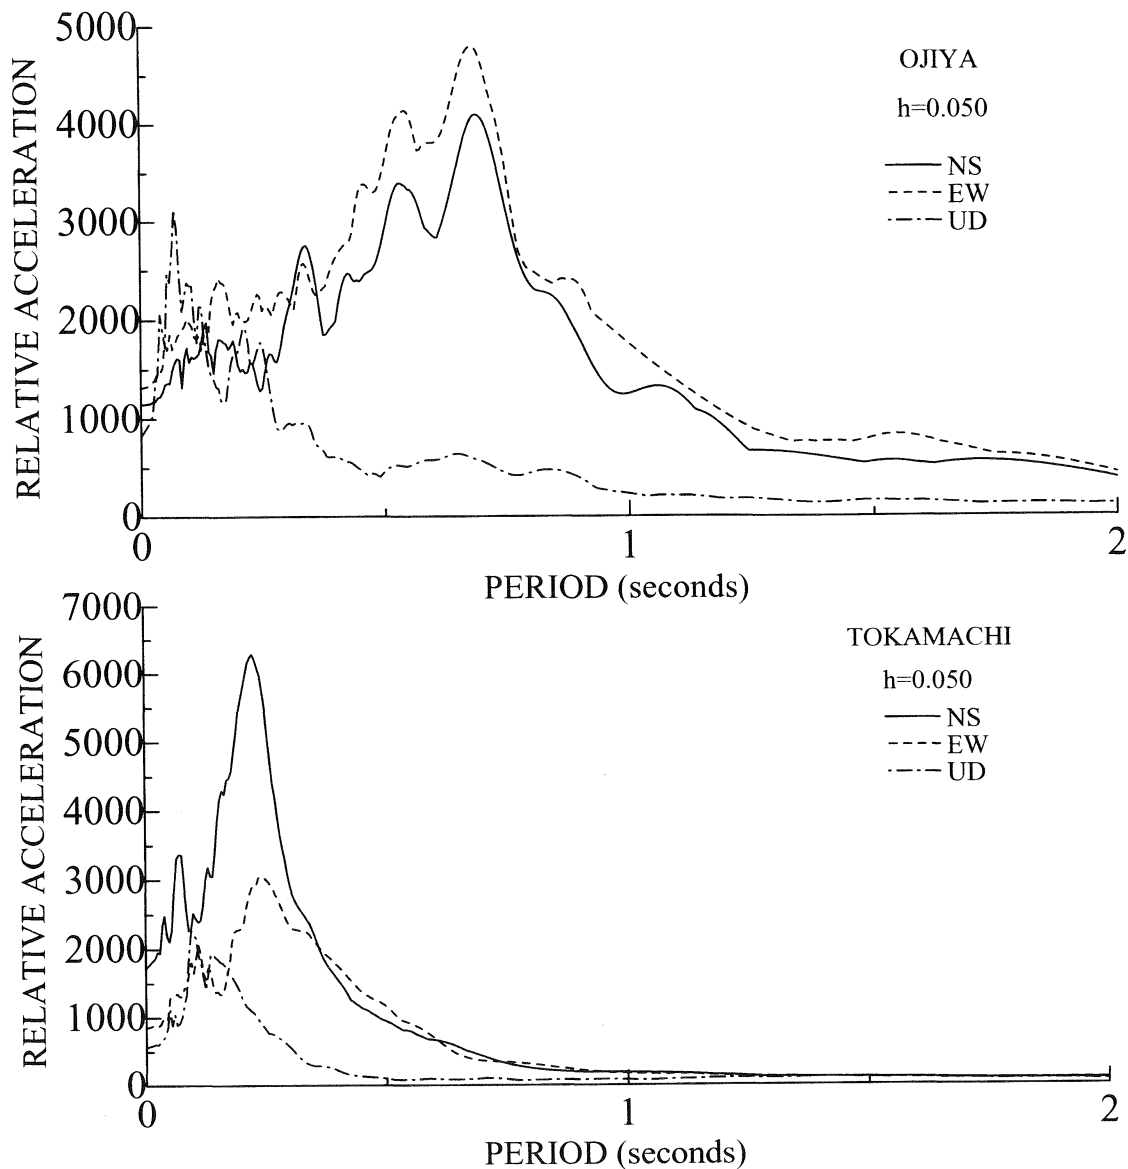 5000
4000
3000
2000
1000
0
RELATIVE ACCELERATION
OJIYA
h=0.050
NS
EW
UD
0 1 2
PERIOD (seconds)
7000
6000
5000
4000
3000
2000
1000
0
RELATIVE ACCELERATION
TOKAMACHI
h=0.050
NS
EW
UD
0 1 2
PERIOD (seconds)